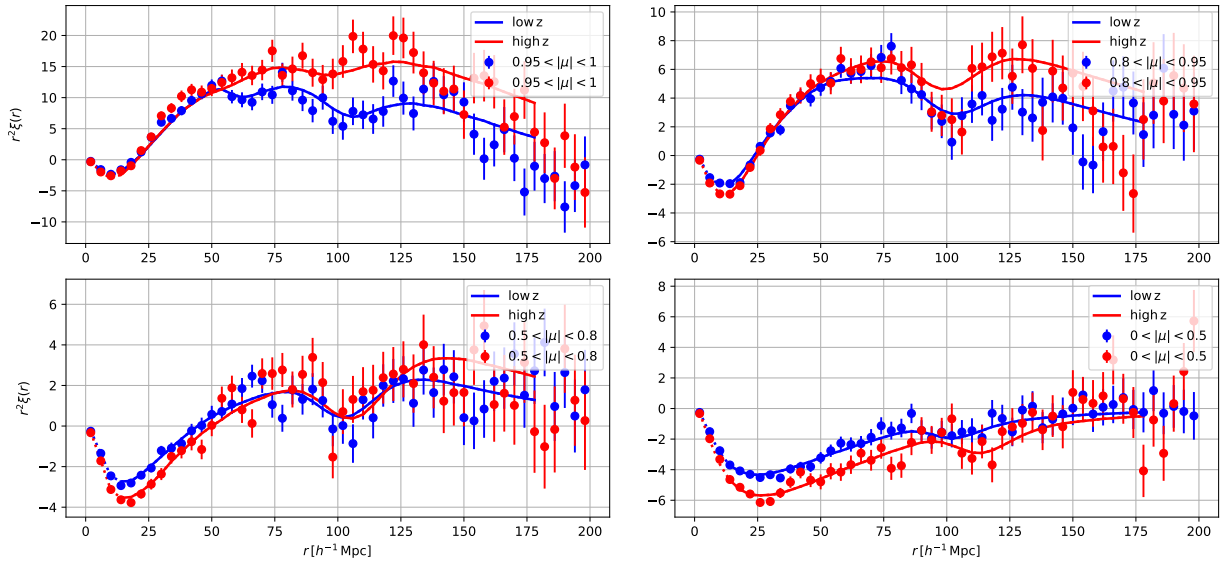 20
15
10
5
0
−5
−10
r²ξ(r)
0 25 50 75 100 125 150 175 200
low z
high z
0.95 < |μ| < 1
0.95 < |μ| < 1
10
8
6
4
2
0
−2
−4
−6
0 25 50 75 100 125 150 175 200
low z
high z
0.8 < |μ| < 0.95
0.8 < |μ| < 0.95
6
4
2
0
−2
−4
r²ξ(r)
0 25 50 75 100 125 150 175 200
r [h⁻¹ Mpc]
low z
high z
0.5 < |μ| < 0.8
0.5 < |μ| < 0.8
8
6
4
2
0
−2
−4
−6
0 25 50 75 100 125 150 175 200
r [h⁻¹ Mpc]
low z
high z
0 < |μ| < 0.5
0 < |μ| < 0.5